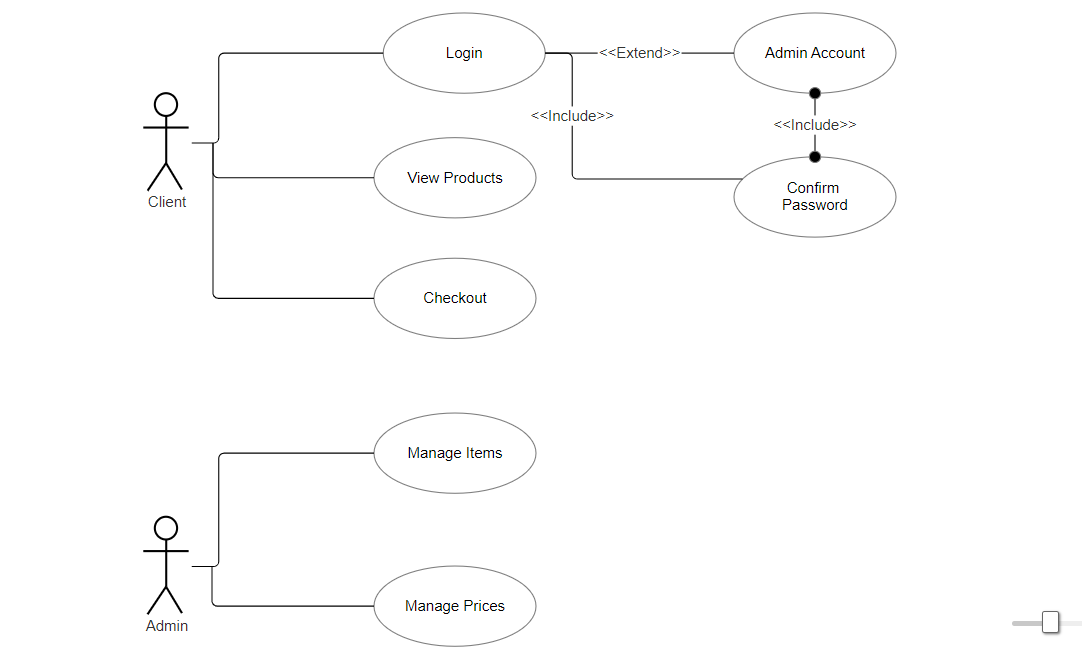 Login
<<Extend>>
Admin Account
<<Include>>
<<Include>>
View Products
Confirm
Password
Client
Checkout
Manage Items
Manage Prices
Admin